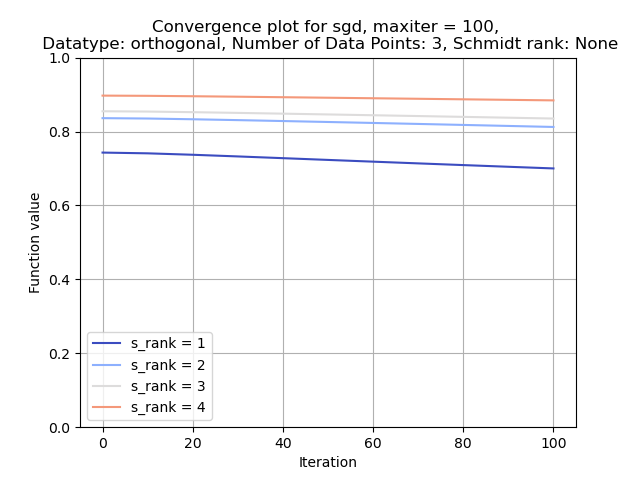 Convergence plot for sgd, maxiter = 100,
Datatype: orthogonal, Number of Data Points: 3, Schmidt rank: None
1.0
0.8
0.6
0.4
0.2
0.0
Function value
s_rank = 1
s_rank = 2
s_rank = 3
s_rank = 4
0 20 40 60 80 100
Iteration